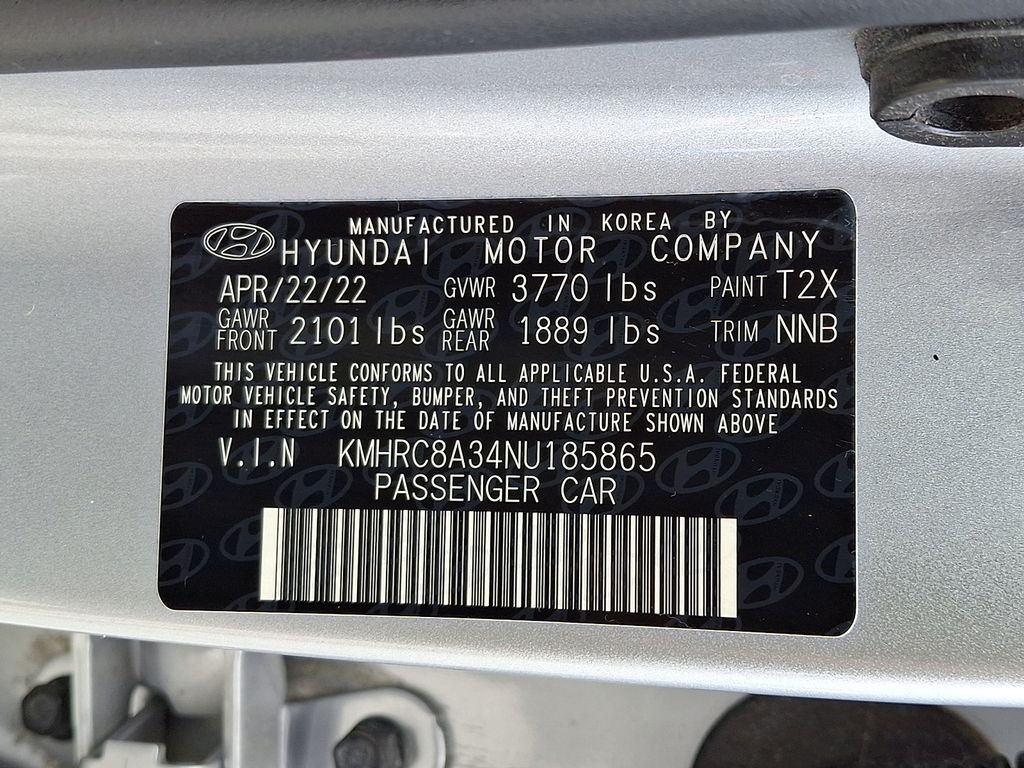 MANUFACTURED IN KOREA BY
HYUNDAI MOTOR COMPANY
APR/22/22 GVWR 3770 lbs PAINT T2X
GAWR FRONT 2101 lbs GAWR REAR 1889 lbs TRIM NNB
THIS VEHICLE CONFORMS TO ALL APPLICABLE U.S.A. FEDERAL
MOTOR VEHICLE SAFETY, BUMPER, AND THEFT PREVENTION STANDARDS
IN EFFECT ON THE DATE OF MANUFACTURE SHOWN ABOVE
V.I.N KMHRC8A34NU185865
PASSENGER CAR